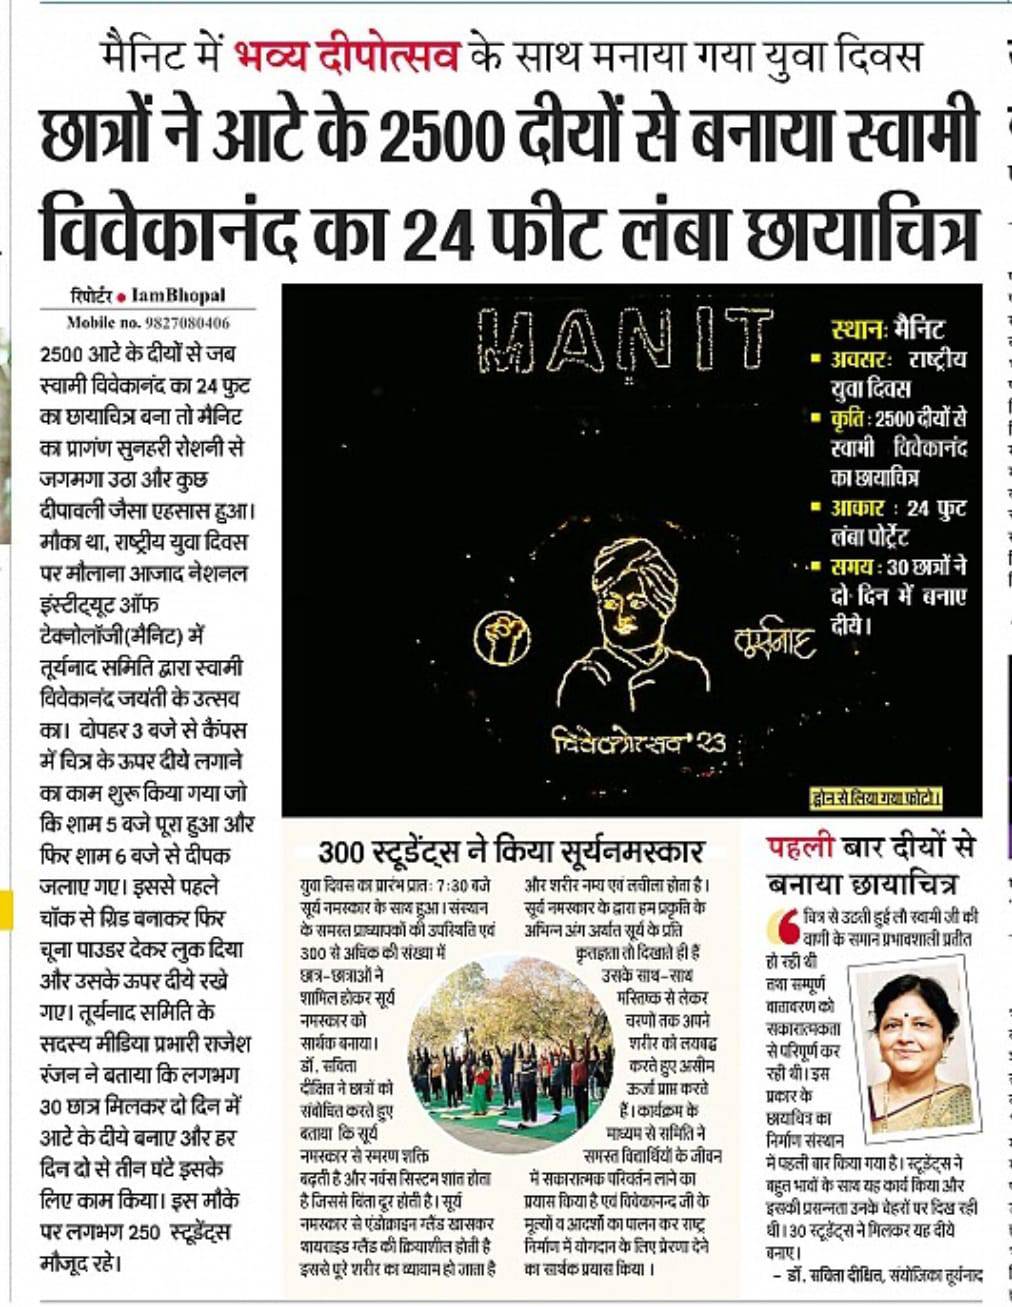 मैनिट में भव्य दीपोत्सव के साथ मनाया गया युवा दिवस
छात्रों ने आटे के 2500 दीयों से बनाया स्वामी
विवेकानंद का 24 फीट लंबा छायाचित्र
रिपोर्टर ● IamBhopal
Mobile no. 9827080406
2500 आटे के दीयों से जब
स्वामी विवेकानंद का 24 फुट
का छायाचित्र बना तो मैनिट
का प्रागंण सुनहरी रोशनी से
जगमगा उठा और कुछ
दीपावली जैसा एहसास हुआ।
मौका था, राष्ट्रीय युवा दिवस
पर मौलाना आजाद नेशनल
इंस्टीट्यूट ऑफ
टेक्नोलॉजी(मैनिट) में
तूर्यनाद समिति द्वारा स्वामी
विवेकानंद जयंती के उत्सव
का। दोपहर 3 बजे से कैंपस
में चित्र के ऊपर दीये लगाने
का काम शुरू किया गया जो
कि शाम 5 बजे पूरा हुआ और
फिर शाम 6 बजे से दीपक
जलाए गए। इससे पहले
चॉक से ग्रिड बनाकर फिर
चूना पाउडर देकर लुक दिया
और उसके ऊपर दीये रखे
गए। तूर्यनाद समिति के
सदस्य मीडिया प्रभारी राजेश
रंजन ने बताया कि लगभग
30 छात्र मिलकर दो दिन में
आटे के दीये बनाए और हर
दिन दो से तीन घंटे इसके
लिए काम किया। इस मौके
पर लगभग 250 स्टूडेंट्स
मौजूद रहे।
MANIT
स्थानः मैनिट
▪ अवसरः राष्ट्रीय
युवा दिवस
▪ कृति : 2500 दीयों से
स्वामी विवेकानंद
का छायाचित्र
▪ आकार : 24 फुट
लंबा पोर्ट्रेट
▪ समय : 30 छात्रों ने
दो दिन में बनाए
दीये।
तूर्यनाद
विवेकोत्सव'23
ड्रोन से लिया गया फोटो।
300 स्टूडेंट्स ने किया सूर्यनमस्कार
युवा दिवस का प्रारंभ प्रातः 7:30 बजे
सूर्य नमस्कार के साथ हुआ। संस्थान
के समस्त प्राध्यापकों की उपस्थिति एवं
300 से अधिक की संख्या में
छात्र-छात्राओं ने
शामिल होकर सूर्य
नमस्कार को
सार्थक बनाया।
डॉ. सविता
दीक्षित ने छात्रों को
संबोधित करते हुए
बताया कि सूर्य
नमस्कार से स्मरण शक्ति
बढ़ती है और नर्वस सिस्टम शांत होता
है जिससे चिंता दूर होती है। सूर्य
नमस्कार से एंडोक्राइन ग्लैंड खासकर
थायराइड ग्लैंड की क्रियाशील होती है
इससे पूरे शरीर का व्यायाम हो जाता है
और शरीर नम्य एवं लचीला होता है।
सूर्य नमस्कार के द्वारा हम प्रकृति के
अभिन्न अंग अर्थात सूर्य के प्रति
कृतज्ञता तो दिखाते ही हैं
उसके साथ-साथ
मस्तिष्क से लेकर
चरणों तक अपने
शरीर को लयबद्ध
करते हुए असीम
ऊर्जा प्राप्त करते
हैं। कार्यक्रम के
माध्यम से समिति ने
समस्त विद्यार्थियों के जीवन
में सकारात्मक परिवर्तन लाने का
प्रयास किया है एवं विवेकानन्द जी के
मूल्यों व आदर्शों का पालन कर राष्ट्र
निर्माण में योगदान के लिए प्रेरणा देने
का सार्थक प्रयास किया ।
पहली बार दीयों से
बनाया छायाचित्र
चित्र से उठती हुई लौ स्वामी जी की
वाणी के समान प्रभावशाली प्रतीत
हो रही थी
तथा सम्पूर्ण
वातावरण को
सकारात्मकता
से परिपूर्ण कर
रही थी। इस
प्रकार के
छायाचित्र का
निर्माण संस्थान
में पहली बार किया गया है। स्टूडेंट्स ने
बहुत भावों के साथ यह कार्य किया और
इसकी प्रसन्नता उनके चेहरों पर दिख रही
थी। 30 स्टूडेंट्स ने मिलकर यह दीये
बनाए।
- डॉ. सविता दीक्षित, संयोजिका तूर्यनाद